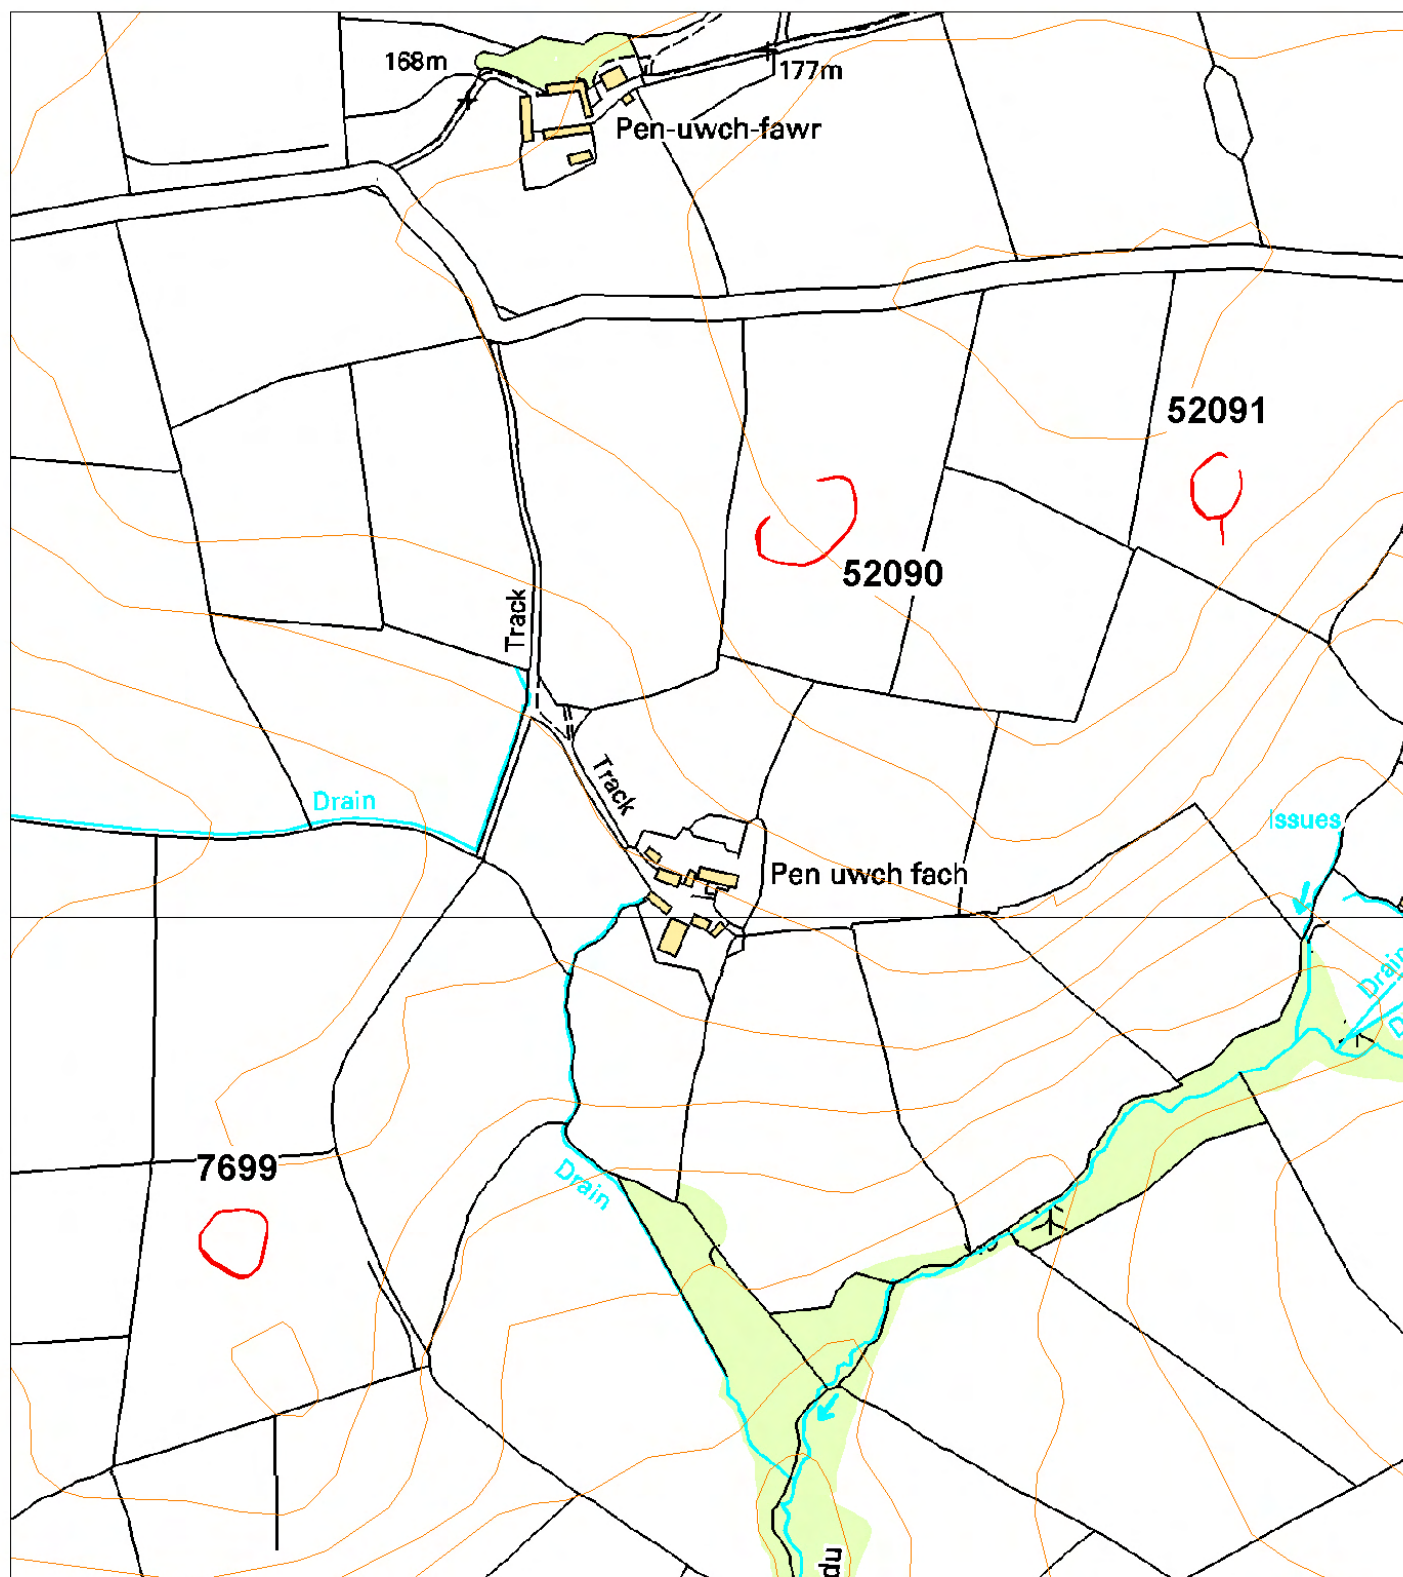 168m
177m
Pen-uwch-fawr
52091
52090
Track
Track
Drain
Issues
Pen uwch fach
Drain
7699
Drain